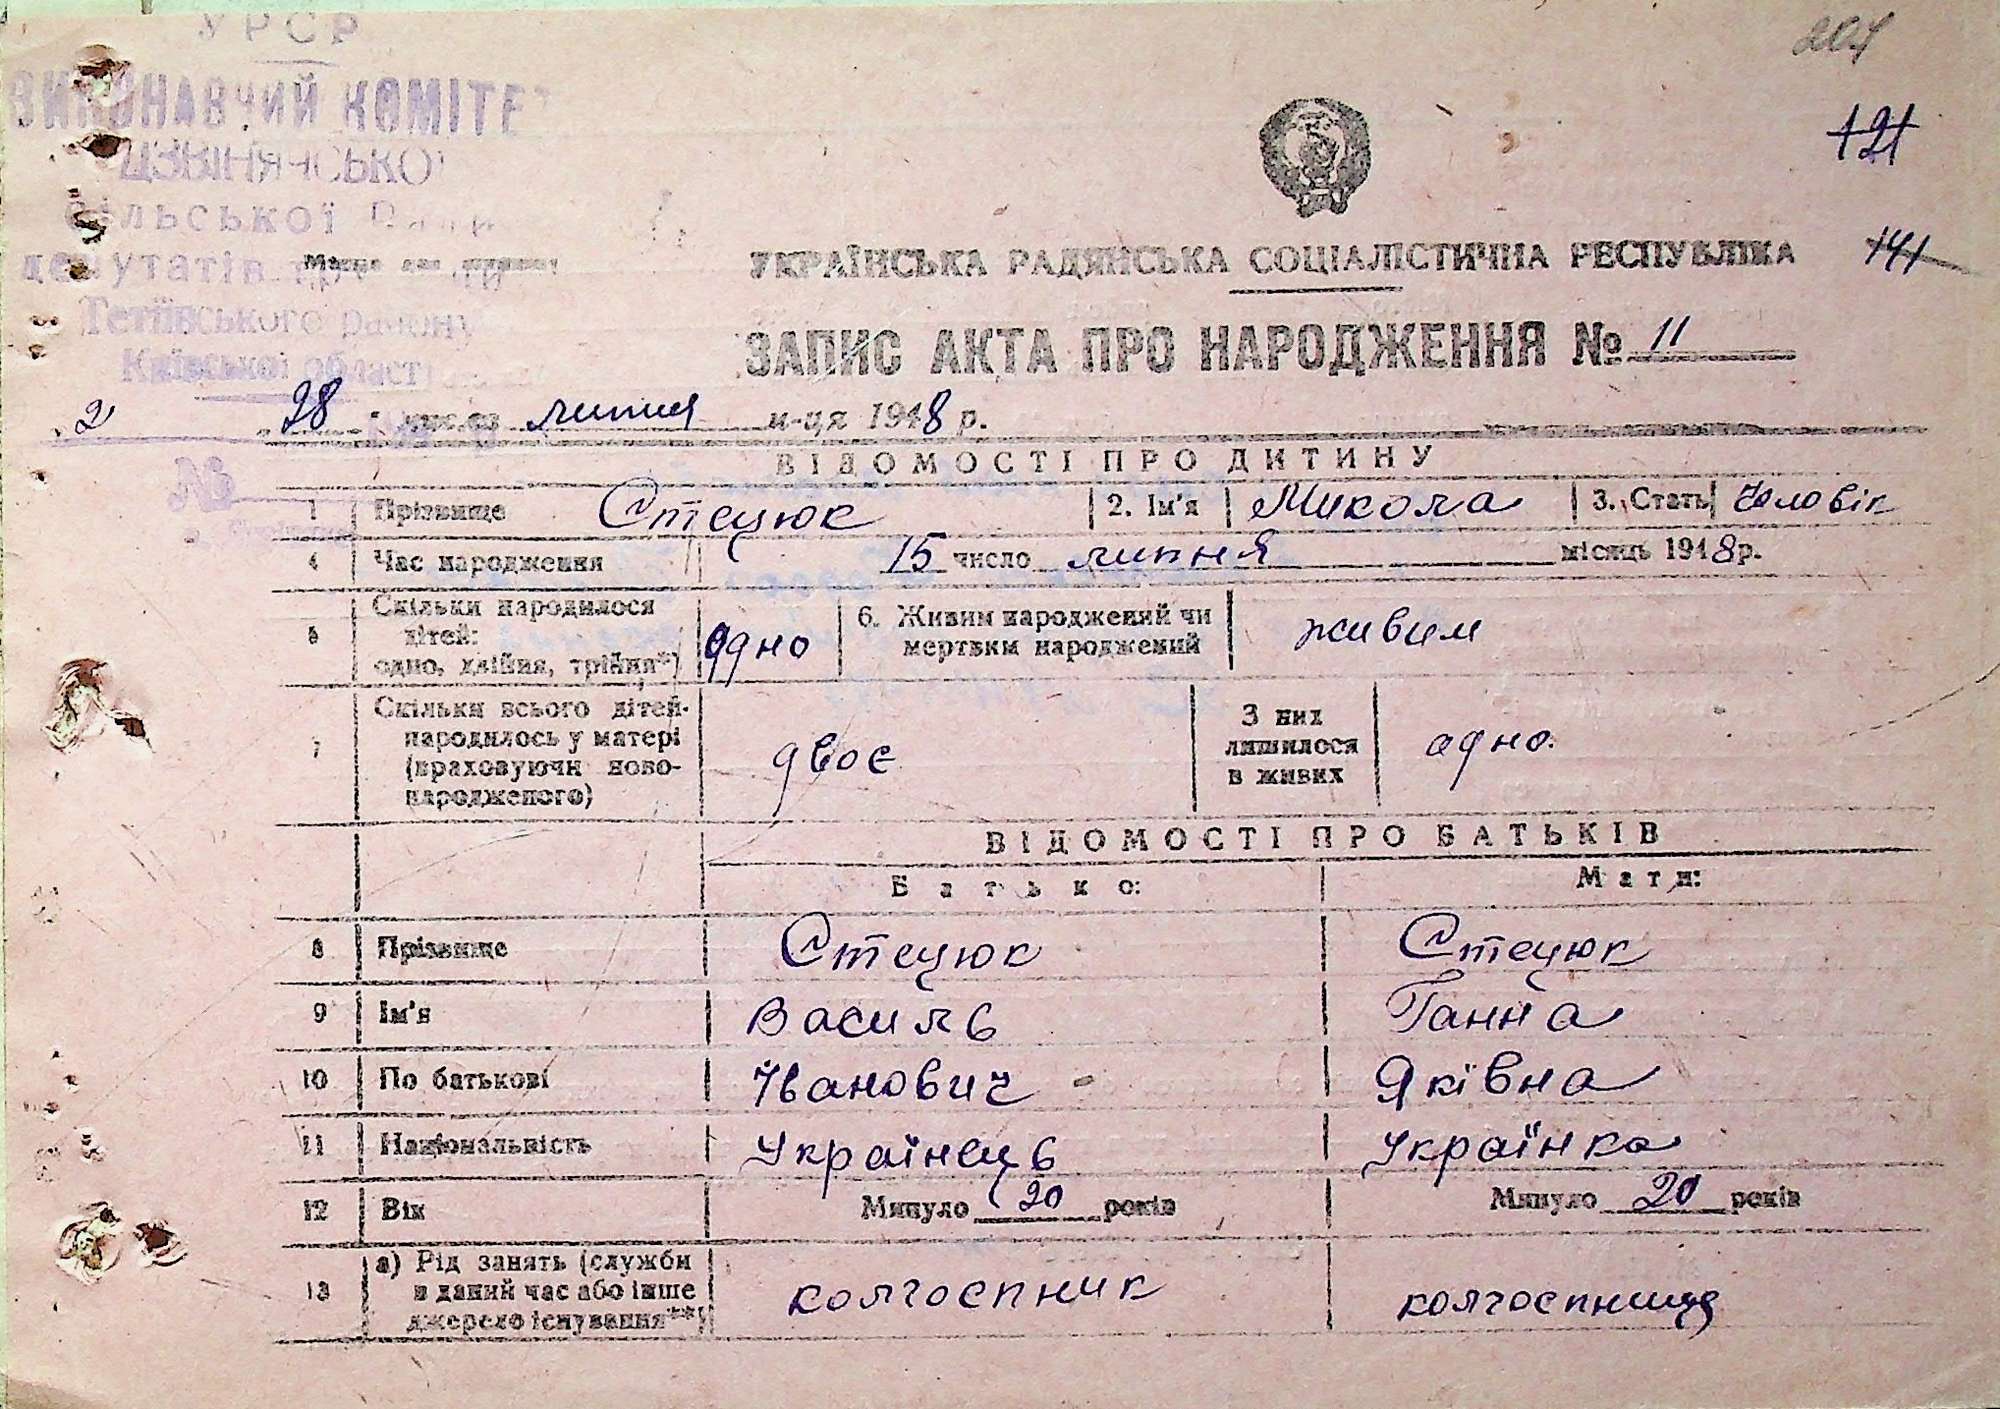 УРСР
ВИКОНАВЧИЙ КОМІТЕТ
сільської Ради
депутатів
Тетіївського району
Київської області
№
204
121
141
УКРАЇНСЬКА РАДЯНСЬКА СОЦІАЛІСТИЧНА РЕСПУБЛІКА
ЗАПИС АКТА ПРО НАРОДЖЕННЯ № 11
„ 28 " числа липня м-ця 1948 р.
ВІДОМОСТІ ПРО ДИТИНУ
1 Прізвище Стецюк 2. Ім'я Микола 3. Стать Чоловік
4 Час народження 15 число липня місяць 1948 р.
5 Скільки народилося дітей: одно, двійня, трійня*) одно 6. Живим народжений чи мертвим народжений живим
7 Скільки всього дітей народилось у матері (враховуючи новонародженого) двоє З них лишилося в живих одно.
ВІДОМОСТІ ПРО БАТЬКІВ
Батько: Мати:
8 Прізвище Стецюк Стецюк
9 Ім'я Василь Ганна
10 По батькові Іванович Яківна
11 Національність Українець Українка
12 Вік Минуло 20 років Минуло 20 років
13 а) Рід занять (служби в даний час або інше джерело існування**) колгоспник колгоспниця